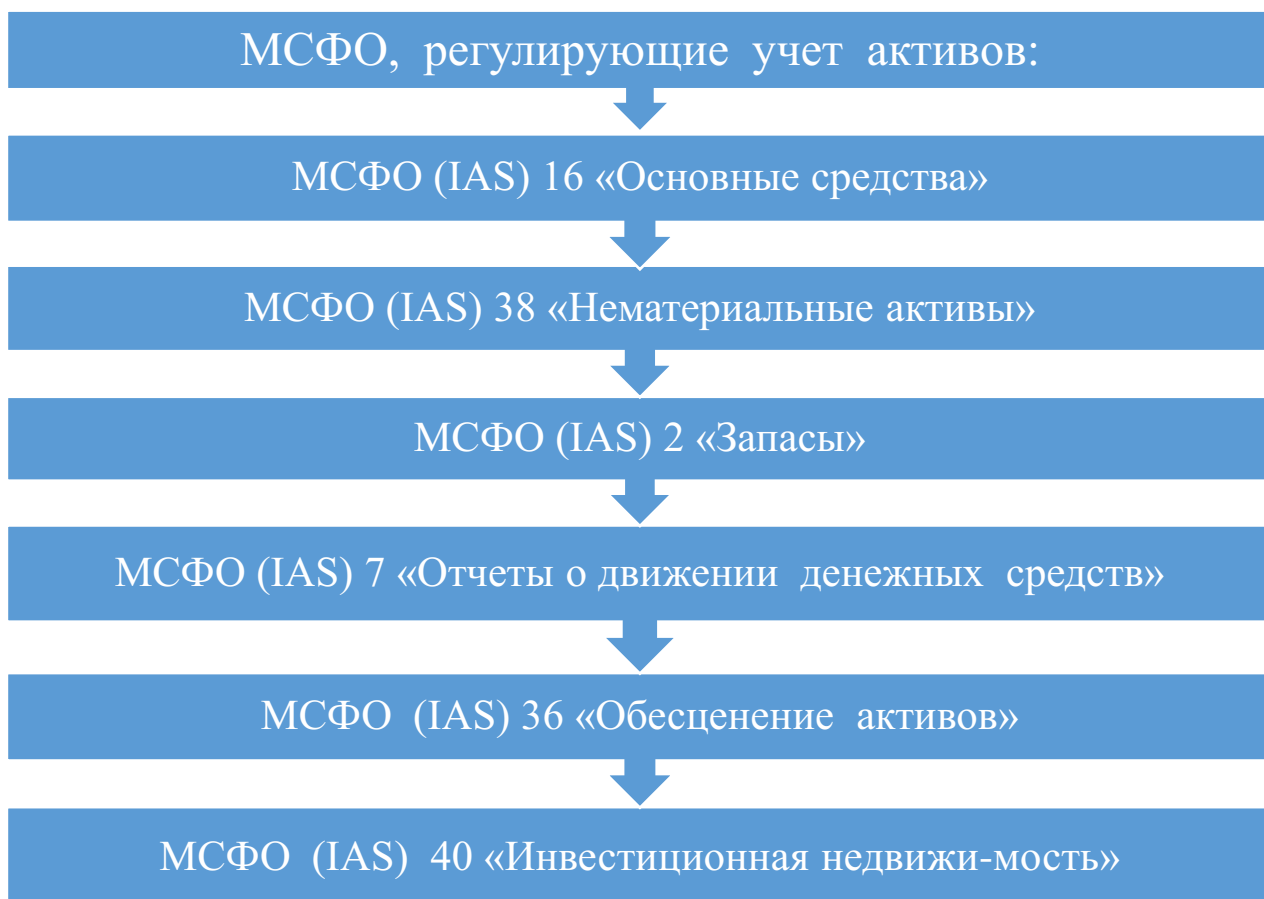 МСФО, регулирующие учет активов:
МСФО (IAS) 16 «Основные средства»
МСФО (IAS) 38 «Нематериальные активы»
МСФО (IAS) 2 «Запасы»
МСФО (IAS) 7 «Отчеты о движении денежных средств»
МСФО (IAS) 36 «Обесценение активов»
МСФО (IAS) 40 «Инвестиционная недвижи-мость»